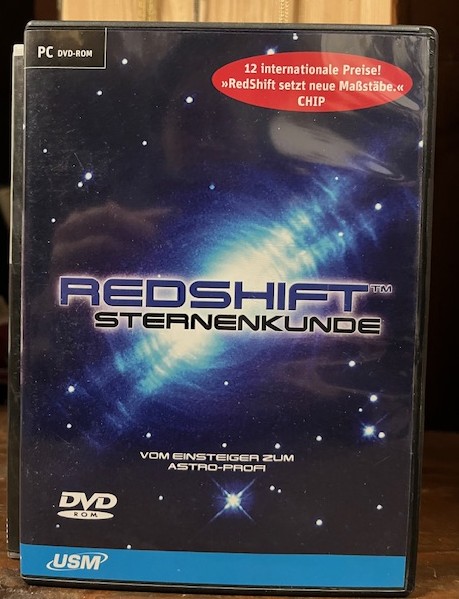 PC DVD-ROM
12 internationale Preise!
»RedShift setzt neue Maßstäbe.«
CHIP
REDSHIFT™
STERNENKUNDE
VOM EINSTEIGER ZUM
ASTRO-PROFI
DVD
ROM
USM